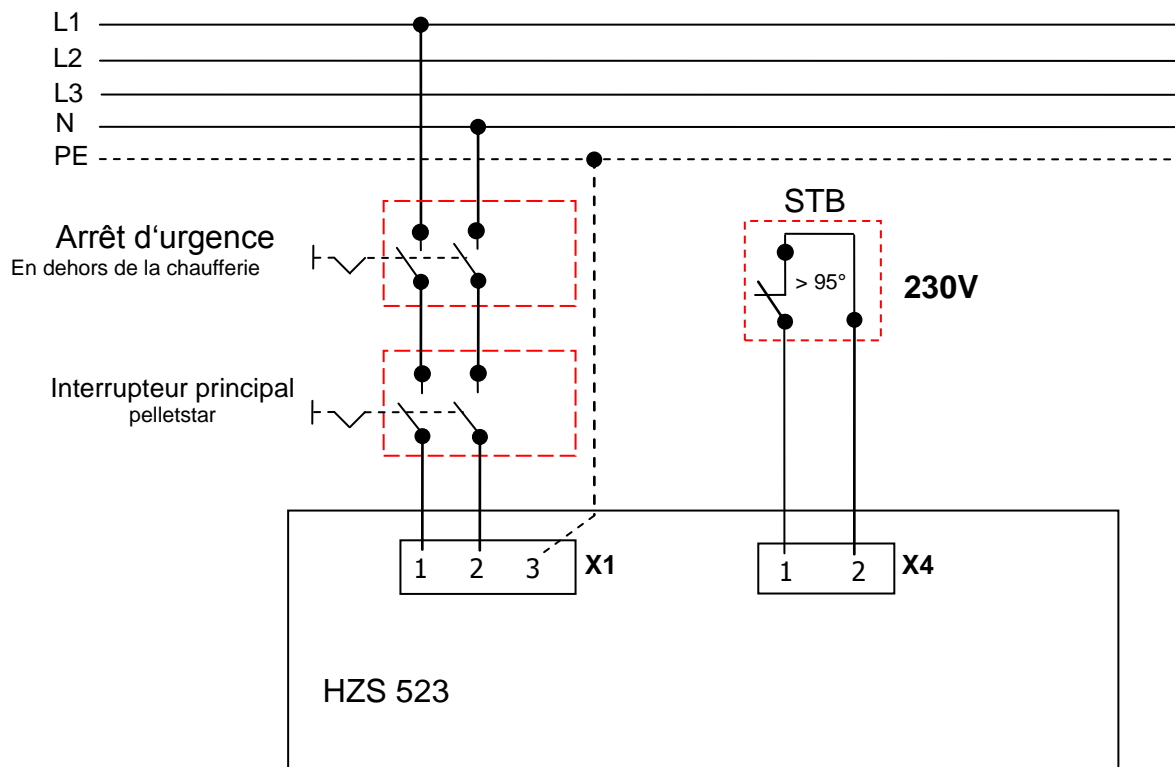 L1
L2
L3
N
PE
Arrêt d‘urgence
En dehors de la chaufferie
STB
> 95°
230V
Interrupteur principal
pelletstar
1 2 3 X1
1 2 X4
HZS 523